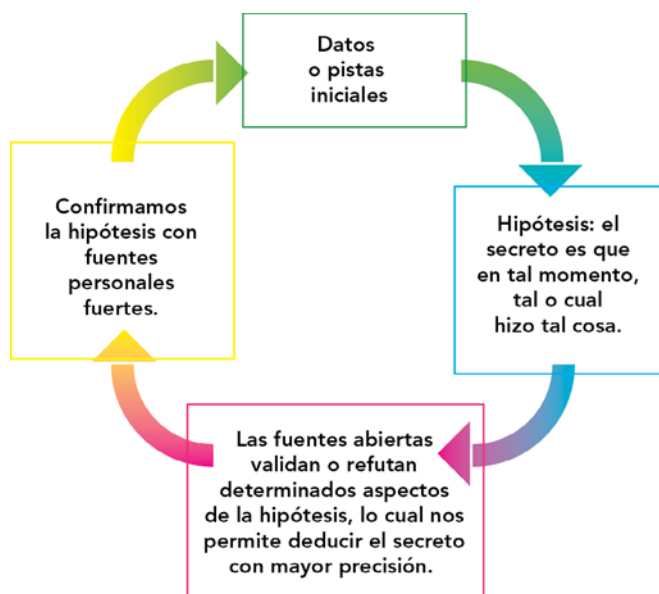 Datos
o pistas
iniciales
Hipótesis: el
secreto es que
en tal momento,
tal o cual
hizo tal cosa.
Las fuentes abiertas
validan o refutan
determinados aspectos
de la hipótesis, lo cual nos
permite deducir el secreto
con mayor precisión.
Confirmamos
la hipótesis con
fuentes
personales
fuertes.